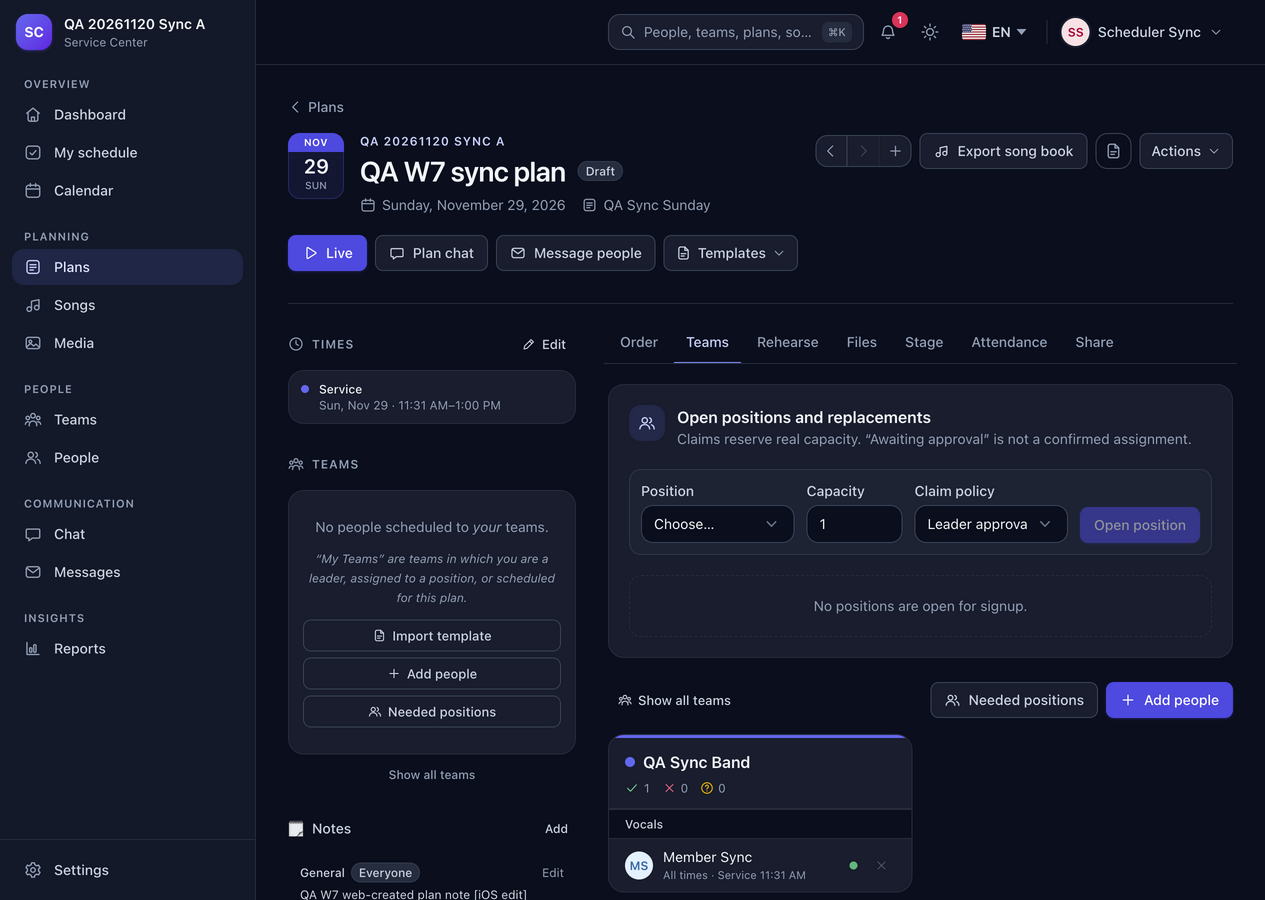 SC
QA 20261120 Sync A
Service Center
OVERVIEW
Dashboard
My schedule
Calendar
PLANNING
Plans
Songs
Media
PEOPLE
Teams
People
COMMUNICATION
Chat
Messages
INSIGHTS
Reports
Settings
People, teams, plans, so... ⌘K
1
EN
SS Scheduler Sync
Plans
NOV
29
SUN
QA 20261120 SYNC A
QA W7 sync plan Draft
Sunday, November 29, 2026 QA Sync Sunday
Export song book
Actions
Live
Plan chat
Message people
Templates
TIMES
Edit
Service
Sun, Nov 29 · 11:31 AM–1:00 PM
TEAMS
No people scheduled to your teams.
“My Teams” are teams in which you are a
leader, assigned to a position, or scheduled
for this plan.
Import template
Add people
Needed positions
Show all teams
Notes
Add
General Everyone Edit
QA W7 web-created plan note [iOS edit]
Order Teams Rehearse Files Stage Attendance Share
Open positions and replacements
Claims reserve real capacity. “Awaiting approval” is not a confirmed assignment.
Position Capacity Claim policy
Choose... 1 Leader approva Open position
No positions are open for signup.
Show all teams
Needed positions
Add people
QA Sync Band
1 0 0
Vocals
MS Member Sync
All times · Service 11:31 AM